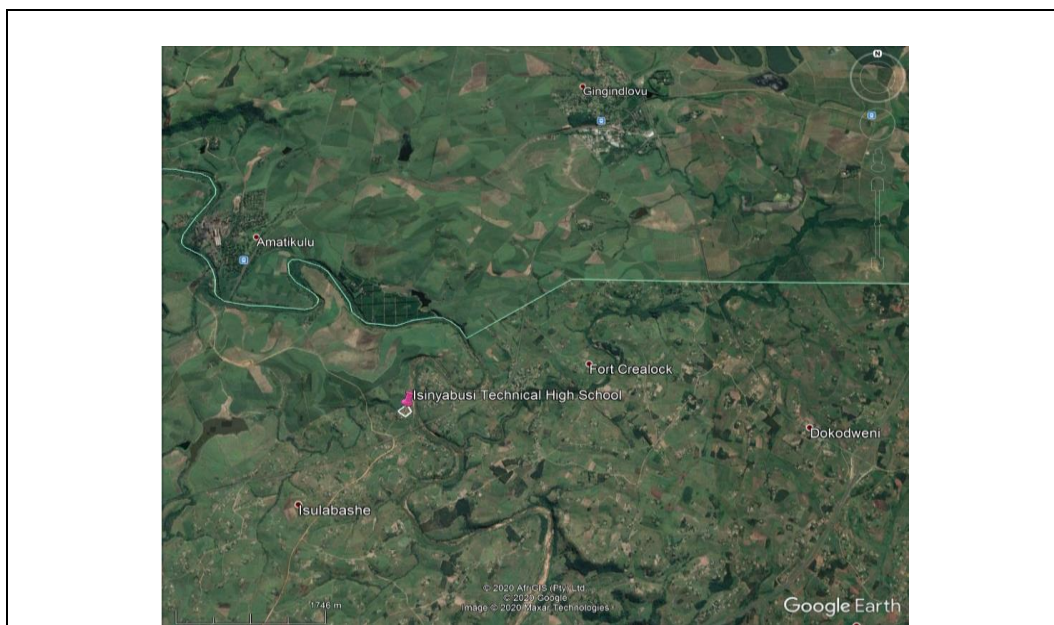 N
Gingindlovu
Amatikulu
Fort Crealock
Isinyabusi Technical High School
Dokodweni
Isulabashe
1746 m
© 2020 AfriGIS (Pty) Ltd.
© 2020 Google
Image © 2020 Maxar Technologies
Google Earth